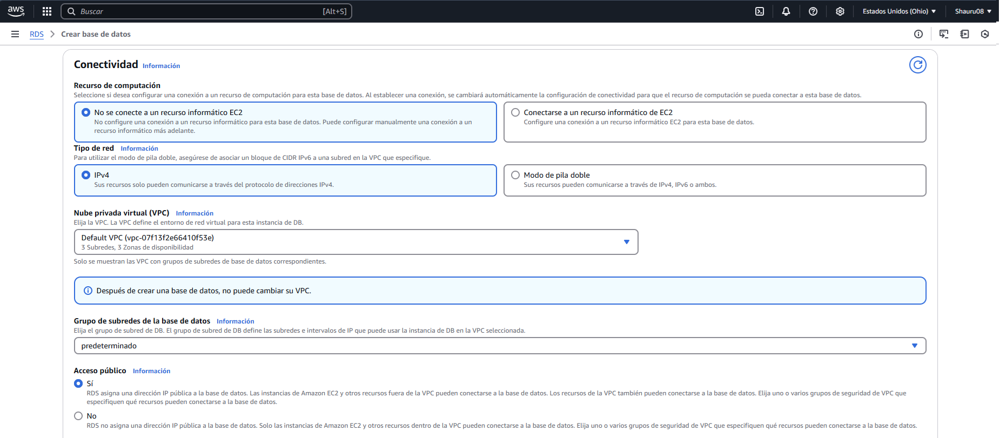 aws
Buscar [Alt+S]
Estados Unidos (Ohio)
Shauru08
RDS
Crear base de datos
Conectividad Información
Recurso de computación
Seleccione si desea configurar una conexión a un recurso de computación para esta base de datos. Al establecer una conexión, se cambiará automáticamente la configuración de conectividad para que el recurso de computación se pueda conectar a esta base de datos.
No se conecte a un recurso informático EC2
No configure una conexión a un recurso informático para esta base de datos. Puede configurar manualmente una conexión a un
recurso informático más adelante.
Conectarse a un recurso informático de EC2
Configure una conexión a un recurso informático EC2 para esta base de datos.
Tipo de red Información
Para utilizar el modo de pila doble, asegúrese de asociar un bloque de CIDR IPv6 a una subred en la VPC que especifique.
IPv4
Sus recursos solo pueden comunicarse a través del protocolo de direcciones IPv4.
Modo de pila doble
Sus recursos pueden comunicarse a través de IPv4, IPv6 o ambos.
Nube privada virtual (VPC) Información
Elija la VPC. La VPC define el entorno de red virtual para esta instancia de DB.
Default VPC (vpc-07f13f2e66410f53e)
3 Subredes, 3 Zonas de disponibilidad
Solo se muestran las VPC con grupos de subredes de base de datos correspondientes.
Después de crear una base de datos, no puede cambiar su VPC.
Grupo de subredes de la base de datos Información
Elija el grupo de subred de DB. El grupo de subred de DB define las subredes e intervalos de IP que puede usar la instancia de DB en la VPC seleccionada.
predeterminado
Acceso público Información
Sí
RDS asigna una dirección IP pública a la base de datos. Las instancias de Amazon EC2 y otros recursos fuera de la VPC pueden conectarse a la base de datos. Los recursos de la VPC también pueden conectarse a la base de datos. Elija uno o varios grupos de seguridad de VPC que
especifiquen qué recursos pueden conectarse a la base de datos.
No
RDS no asigna una dirección IP pública a la base de datos. Solo las instancias de Amazon EC2 y otros recursos dentro de la VPC pueden conectarse a la base de datos. Elija uno o varios grupos de seguridad de VPC que especifiquen qué recursos pueden conectarse a la base de datos.